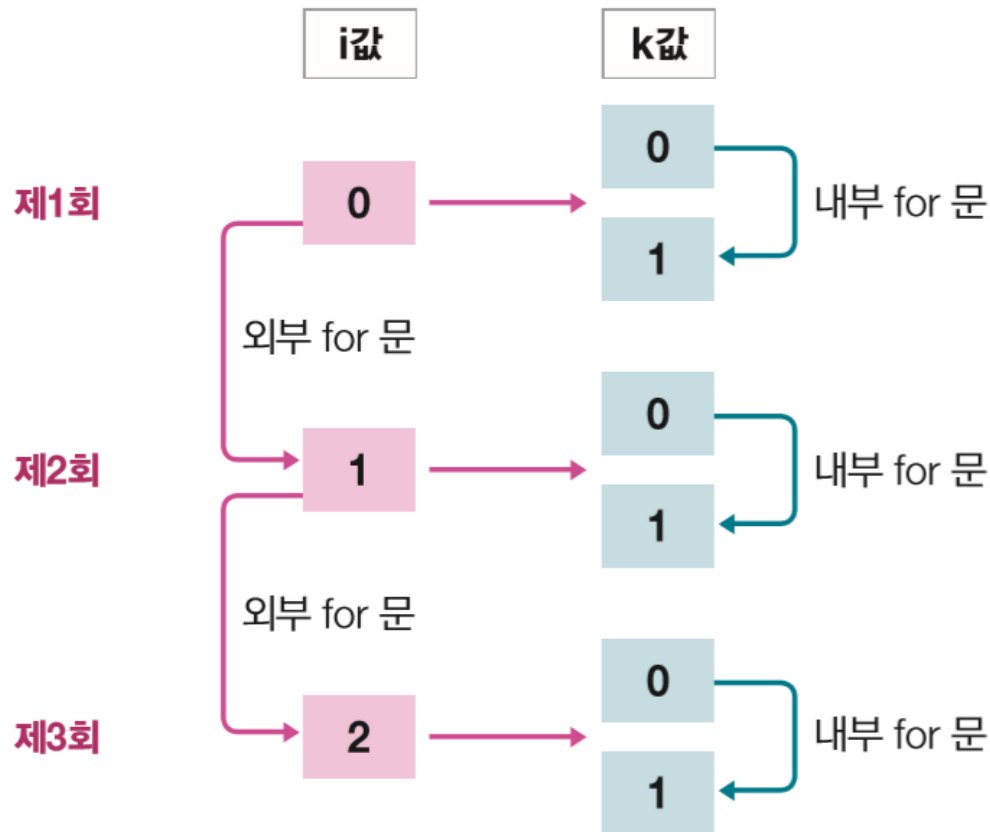 i값 k값
0
제1회 0 내부 for 문
1
외부 for 문
0
제2회 1 내부 for 문
1
외부 for 문
0
제3회 2 내부 for 문
1